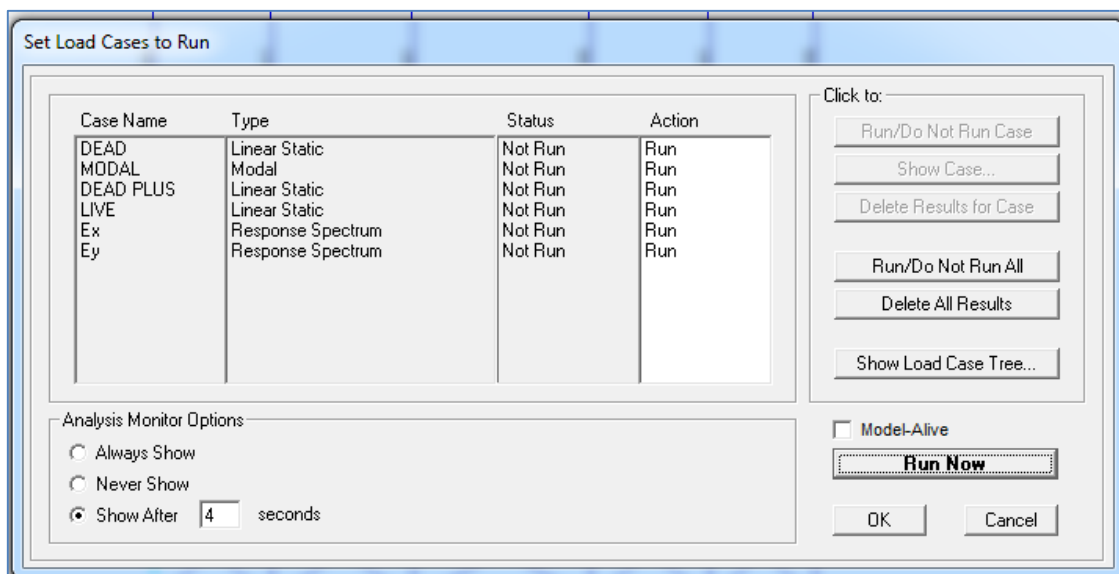 Set Load Cases to Run
Case Name Type Status Action
DEAD Linear Static Not Run Run
MODAL Modal Not Run Run
DEAD PLUS Linear Static Not Run Run
LIVE Linear Static Not Run Run
Ex Response Spectrum Not Run Run
Ey Response Spectrum Not Run Run
Click to:
Run/Do Not Run Case
Show Case...
Delete Results for Case
Run/Do Not Run All
Delete All Results
Show Load Case Tree...
Analysis Monitor Options
Always Show
Never Show
Show After 4 seconds
Model-Alive
Run Now
OK Cancel